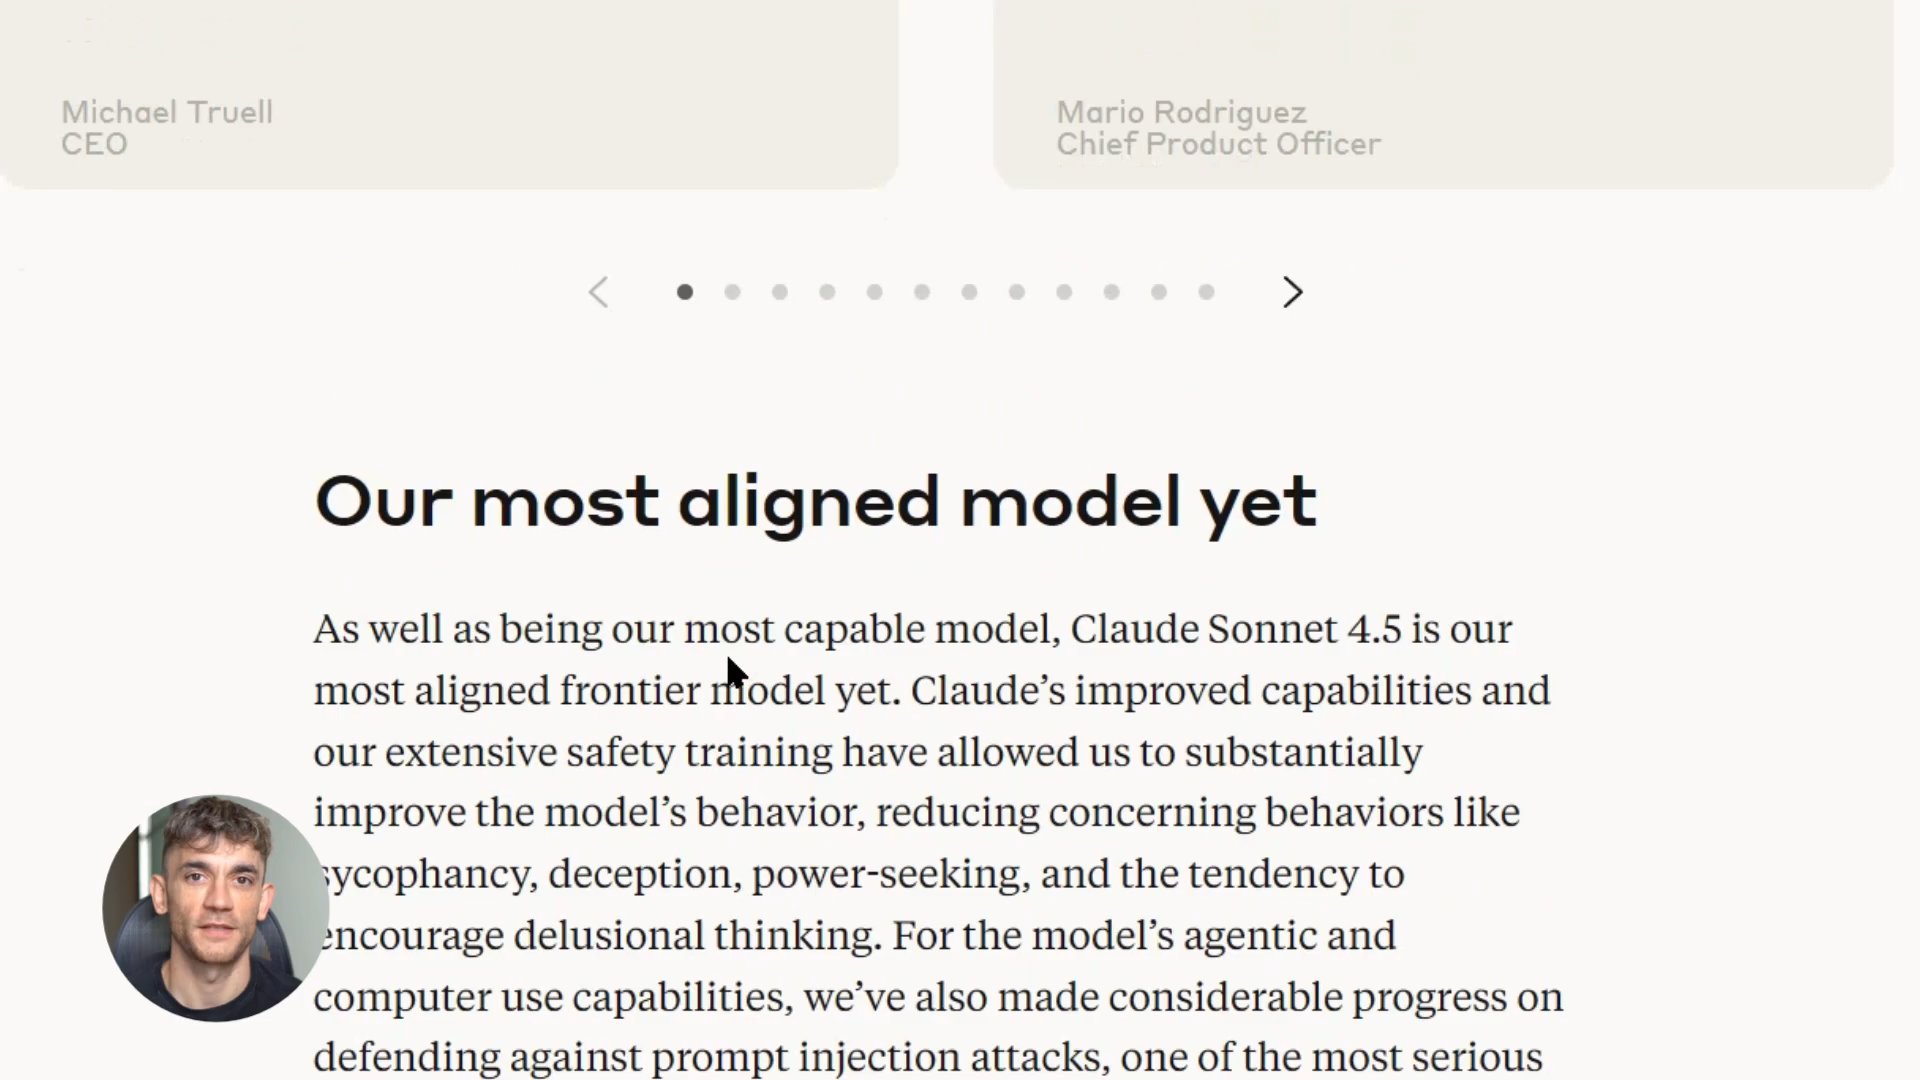 Michael Truell
CEO
Mario Rodriguez
Chief Product Officer
Our most aligned model yet
As well as being our most capable model, Claude Sonnet 4.5 is our
most aligned frontier model yet. Claude’s improved capabilities and
our extensive safety training have allowed us to substantially
improve the model’s behavior, reducing concerning behaviors like
sycophancy, deception, power-seeking, and the tendency to
encourage delusional thinking. For the model’s agentic and
computer use capabilities, we’ve also made considerable progress on
defending against prompt injection attacks, one of the most serious